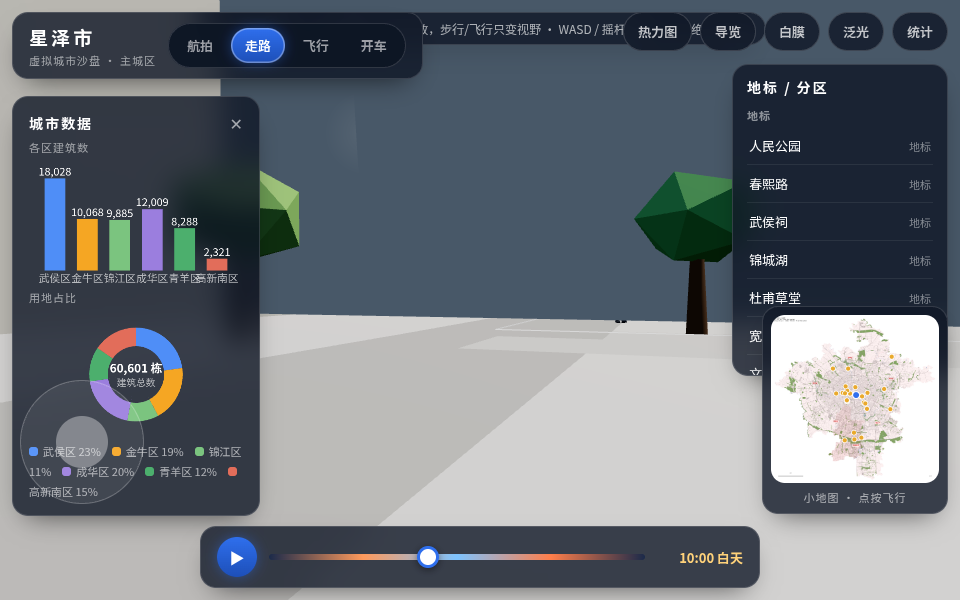 星泽市
虚拟城市沙盘 · 主城区
航拍
走路
飞行
开车
，步行/飞行只变视野 · WASD / 摇杆
热力图
导览
白膜
泛光
统计
城市数据
×
各区建筑数
18,028
10,068
9,885
12,009
8,288
2,321
武侯区
金牛区
锦江区
成华区
青羊区
高新南区
用地占比
60,601 栋
建筑总数
武侯区 23% 金牛区 19% 锦江区
11% 成华区 20% 青羊区 12%
高新南区 15%
地标 / 分区
地标
人民公园 地标
春熙路 地标
武侯祠 地标
锦城湖 地标
杜甫草堂 地标
宽
小地图 · 点按飞行
10:00 白天